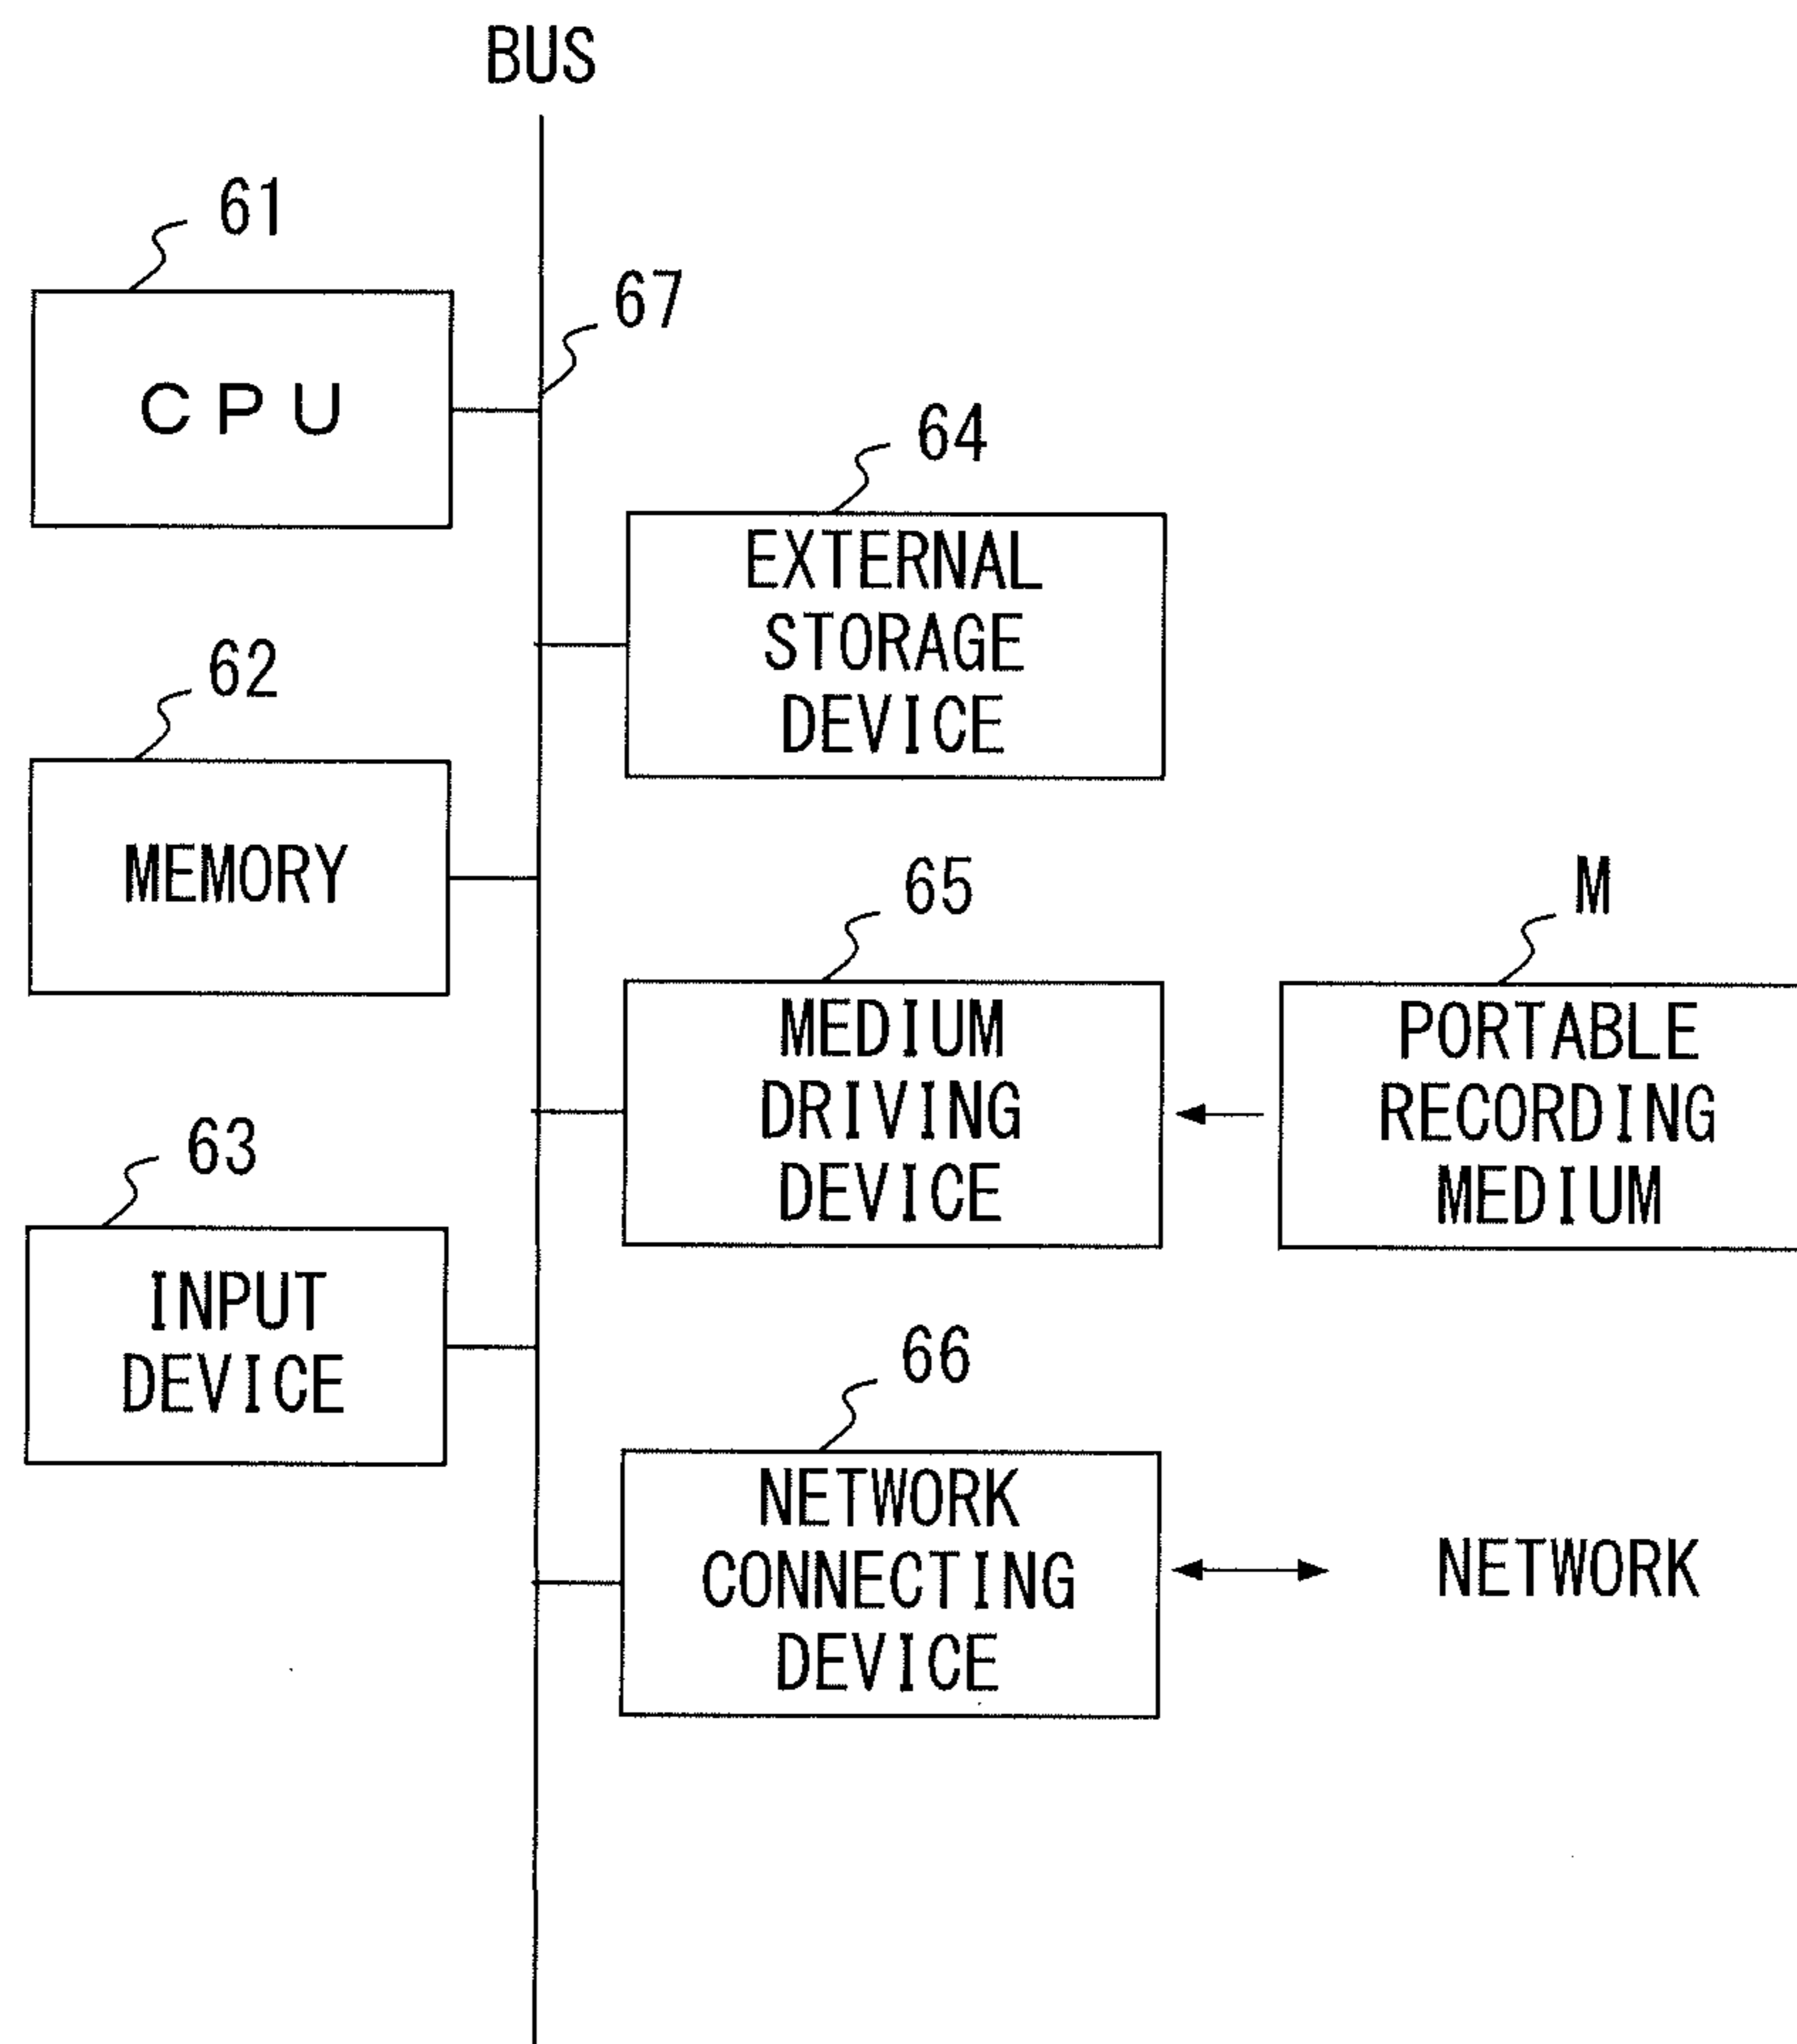 BUS
61
CPU
67
64
EXTERNAL
STORAGE
DEVICE
62
MEMORY
65
MEDIUM
DRIVING
DEVICE
M
PORTABLE
RECORDING
MEDIUM
63
INPUT
DEVICE
66
NETWORK
CONNECTING
DEVICE
NETWORK